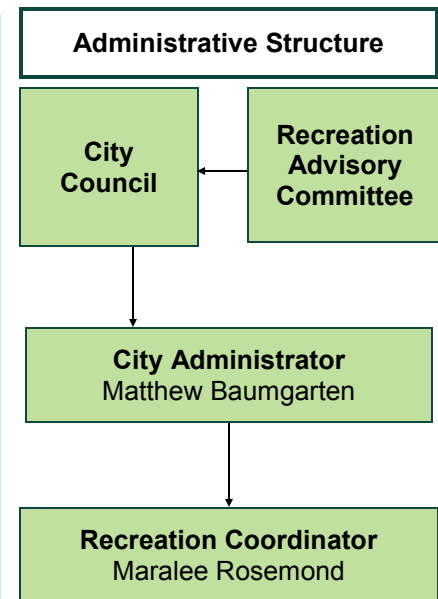 Administrative Structure
City
Council
Recreation
Advisory
Committee
City Administrator
Matthew Baumgarten
Recreation Coordinator
Maralee Rosemond